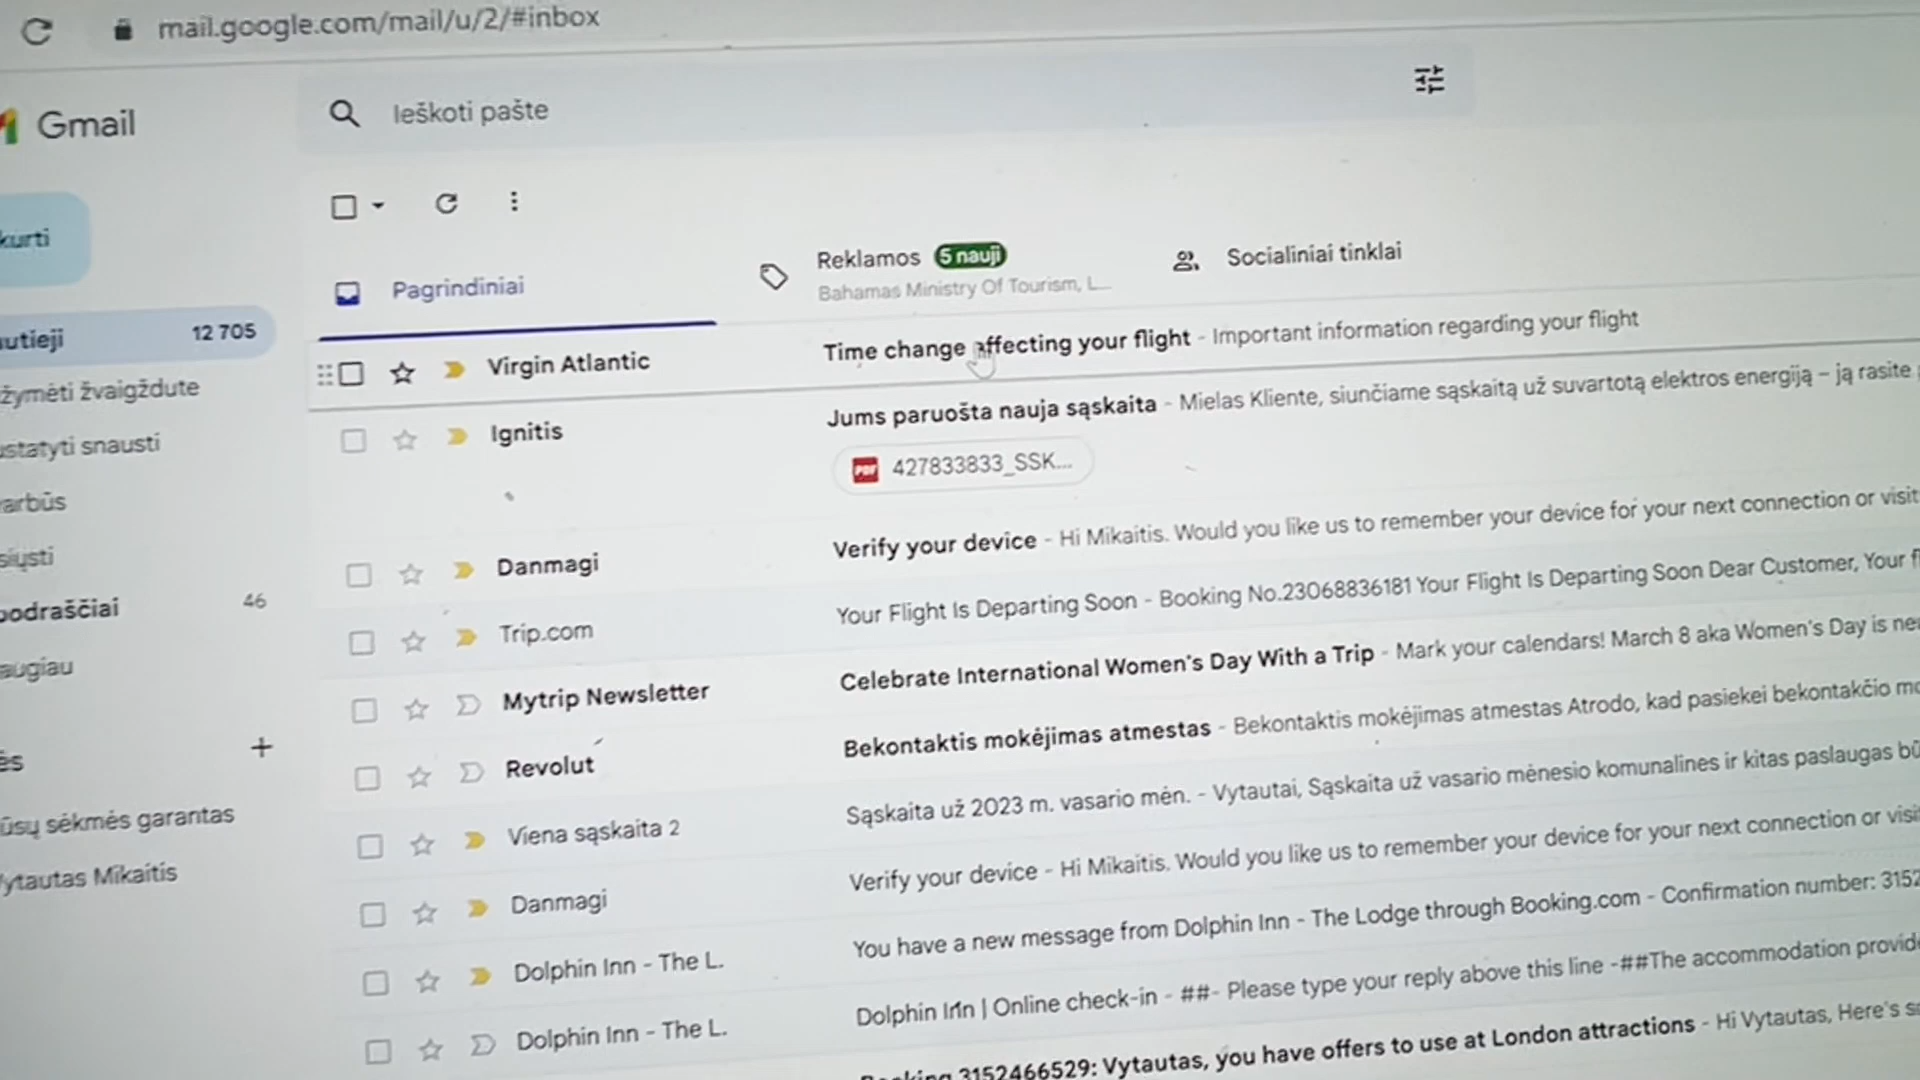 mail.google.com/mail/u/2/#inbox
Gmail
Ieškoti pašte
kurti
Reklamos 5 nauji
Socialiniai tinklai
Pagrindiniai
Bahamas Ministry Of Tourism, L...
utieji 12 705
Virgin Atlantic Time change affecting your flight - Important information regarding your flight
žymėti žvaigždute
Ignitis Jums paruošta nauja sąskaita - Mielas Kliente, siunčiame sąskaitą už suvartotą elektros energiją – ją rasite
427833833_SSK...
ustatyti snausti
varbūs
siųsti
Danmagi Verify your device - Hi Mikaitis. Would you like us to remember your device for your next connection or visit
podraščiai 46
Trip.com Your Flight Is Departing Soon - Booking No.23068836181 Your Flight Is Departing Soon Dear Customer, Your f
augiau
Mytrip Newsletter Celebrate International Women's Day With a Trip - Mark your calendars! March 8 aka Women's Day is ne
ės +
Revolut Bekontaktis mokėjimas atmestas - Bekontaktis mokėjimas atmestas Atrodo, kad pasiekei bekontakčio mo
ūsų sėkmės garantas
Viena sąskaita 2 Sąskaita už 2023 m. vasario mėn. - Vytautai, Sąskaita už vasario mėnesio komunalines ir kitas paslaugas bū
Vytautas Mikaitis
Danmagi Verify your device - Hi Mikaitis. Would you like us to remember your device for your next connection or visi
Dolphin Inn - The L. You have a new message from Dolphin Inn - The Lodge through Booking.com - Confirmation number: 3152
Dolphin Inn - The L. Dolphin Inn | Online check-in - ##- Please type your reply above this line -##The accommodation provid
Booking 3152466529: Vytautas, you have offers to use at London attractions - Hi Vytautas, Here's s